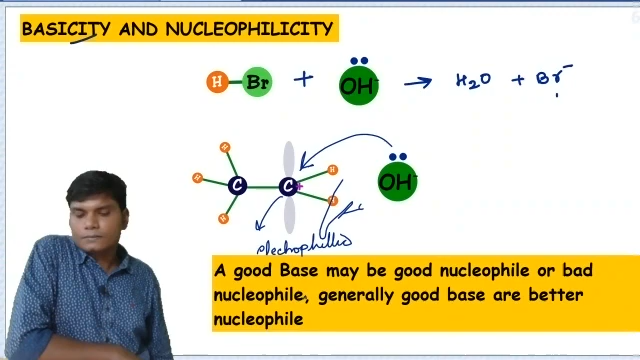 BASICITY AND NUCLEOPHILICITY
H Br + OH⁻ → H₂O + Br⁻
H
H
H C C + H
H
OH⁻
electrophillic
A good Base may be good nucleophile or bad
nucleophile, generally good base are better
nucleophile